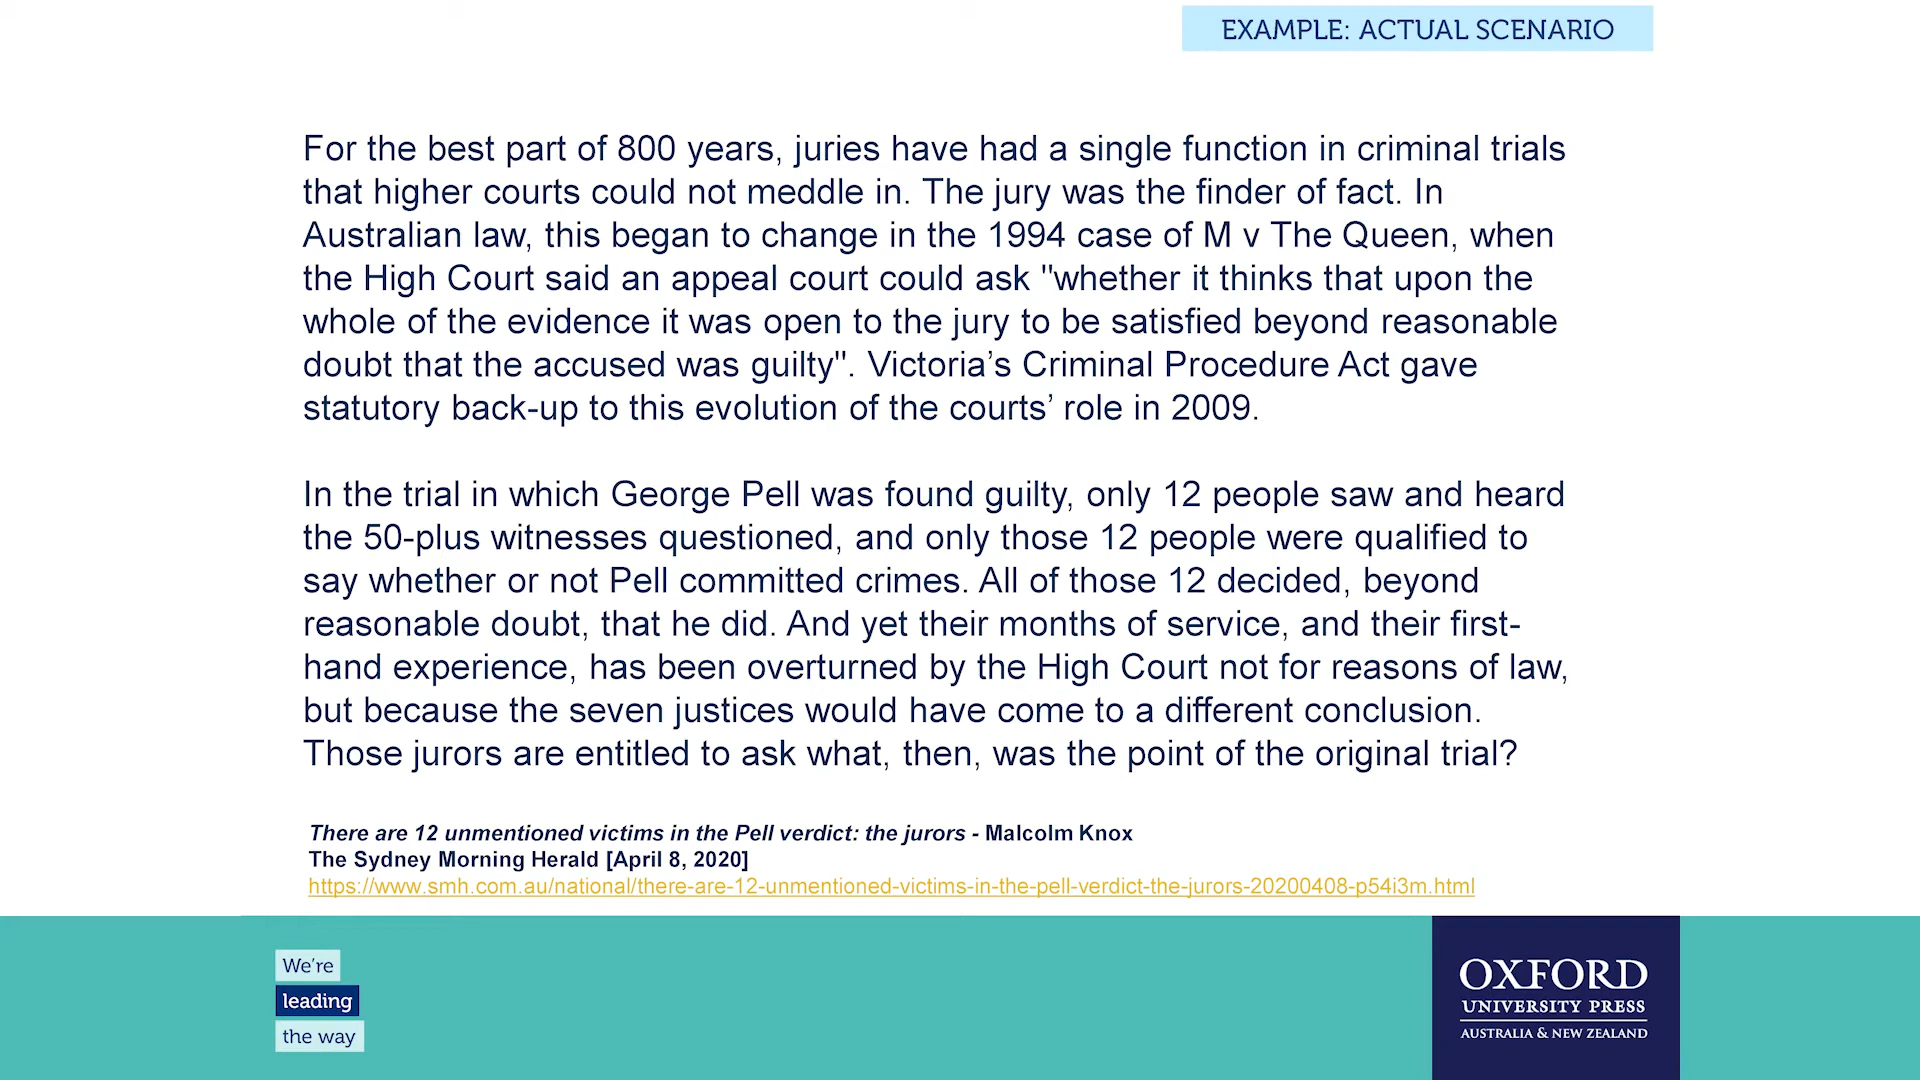 EXAMPLE: ACTUAL SCENARIO
For the best part of 800 years, juries have had a single function in criminal trials
that higher courts could not meddle in. The jury was the finder of fact. In
Australian law, this began to change in the 1994 case of M v The Queen, when
the High Court said an appeal court could ask "whether it thinks that upon the
whole of the evidence it was open to the jury to be satisfied beyond reasonable
doubt that the accused was guilty". Victoria’s Criminal Procedure Act gave
statutory back-up to this evolution of the courts’ role in 2009.
In the trial in which George Pell was found guilty, only 12 people saw and heard
the 50-plus witnesses questioned, and only those 12 people were qualified to
say whether or not Pell committed crimes. All of those 12 decided, beyond
reasonable doubt, that he did. And yet their months of service, and their first-
hand experience, has been overturned by the High Court not for reasons of law,
but because the seven justices would have come to a different conclusion.
Those jurors are entitled to ask what, then, was the point of the original trial?
There are 12 unmentioned victims in the Pell verdict: the jurors - Malcolm Knox
The Sydney Morning Herald [April 8, 2020]
https://www.smh.com.au/national/there-are-12-unmentioned-victims-in-the-pell-verdict-the-jurors-20200408-p54i3m.html
We’re
leading
the way
OXFORD
UNIVERSITY PRESS
AUSTRALIA & NEW ZEALAND